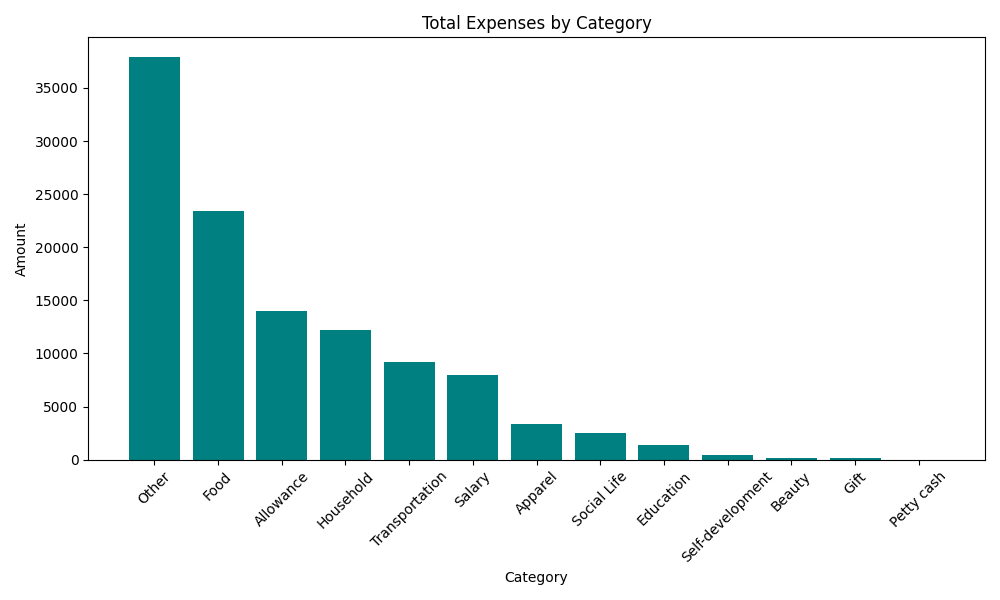 Total Expenses by Category
Amount
35000
30000
25000
20000
15000
10000
5000
0
Other
Food
Allowance
Household
Transportation
Salary
Apparel
Social Life
Education
Self-development
Beauty
Gift
Petty cash
Category